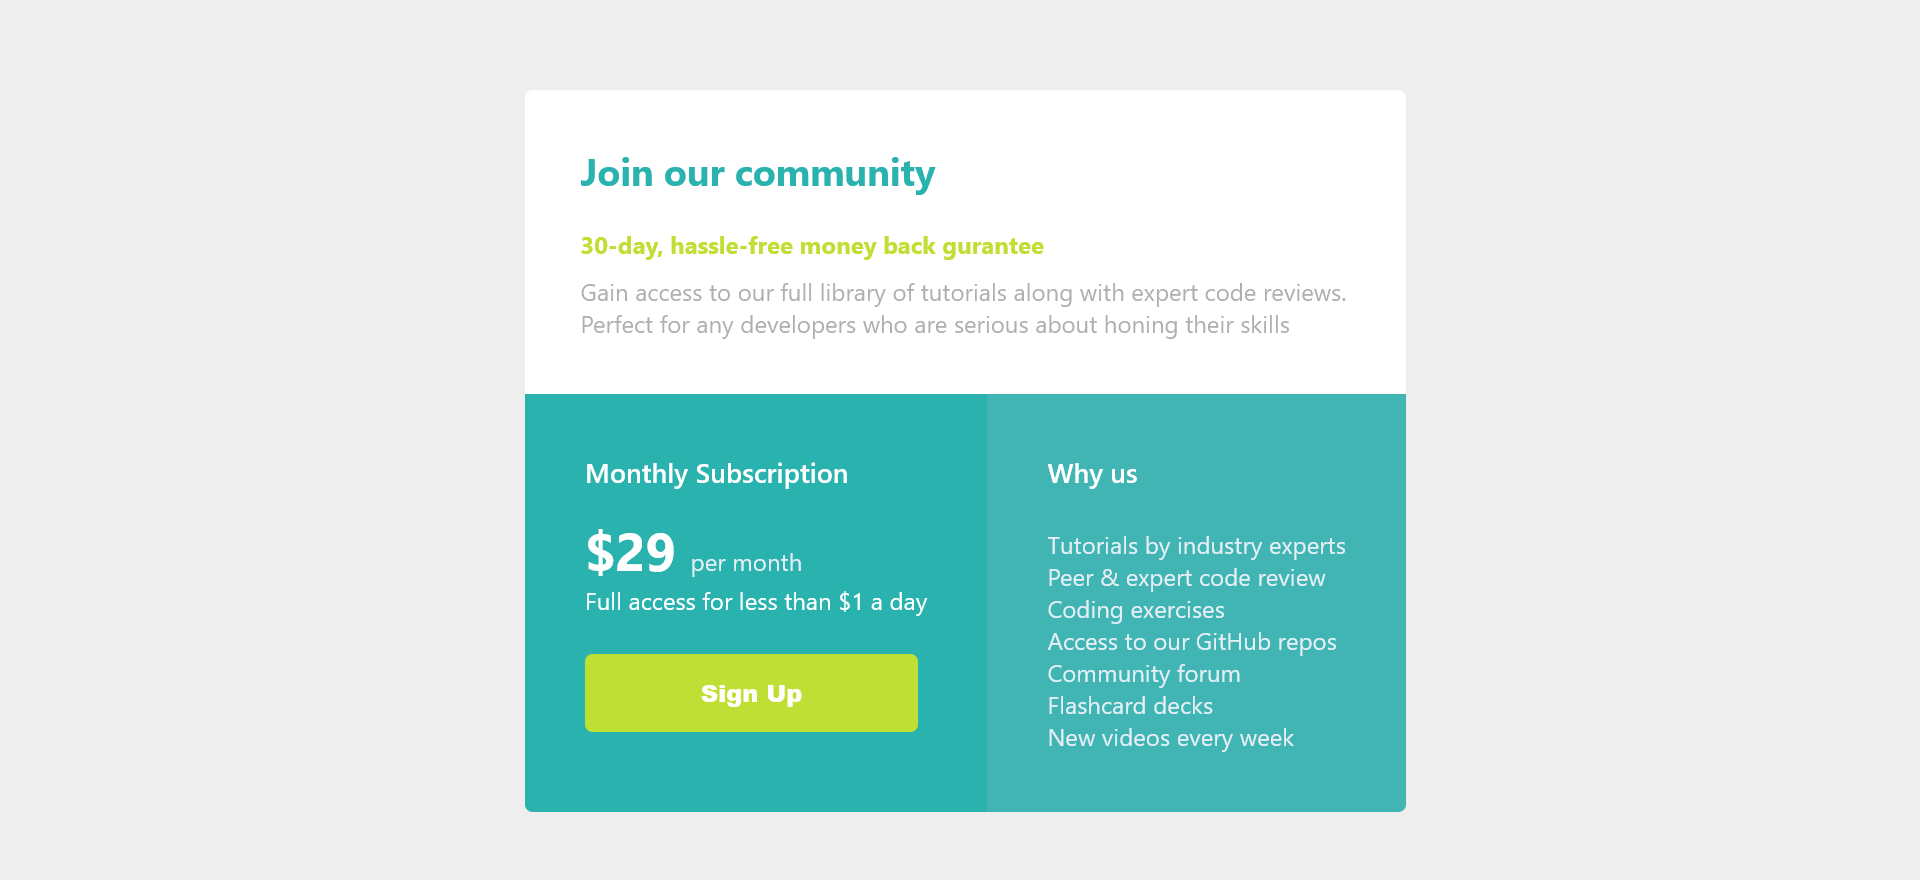 Join our community
30-day, hassle-free money back gurantee
Gain access to our full library of tutorials along with expert code reviews.
Perfect for any developers who are serious about honing their skills
Monthly Subscription
$29 per month
Full access for less than $1 a day
Sign Up
Why us
Tutorials by industry experts
Peer & expert code review
Coding exercises
Access to our GitHub repos
Community forum
Flashcard decks
New videos every week